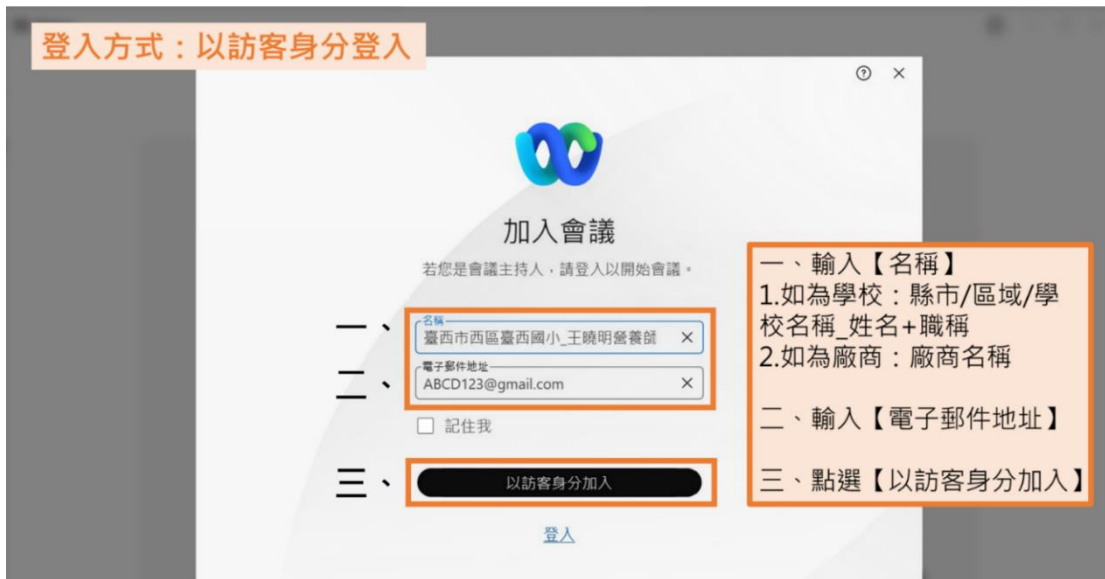 登入方式：以訪客身分登入
加入會議
若您是會議主持人，請登入以開始會議。
一、
名稱
臺西市西區臺西國小_王曉明營養師
二、
電子郵件地址
ABCD123@gmail.com
記住我
三、
以訪客身分加入
登入
一、輸入【名稱】
1.如為學校：縣市/區域/學
校名稱_姓名+職稱
2.如為廠商：廠商名稱
二、輸入【電子郵件地址】
三、點選【以訪客身分加入】